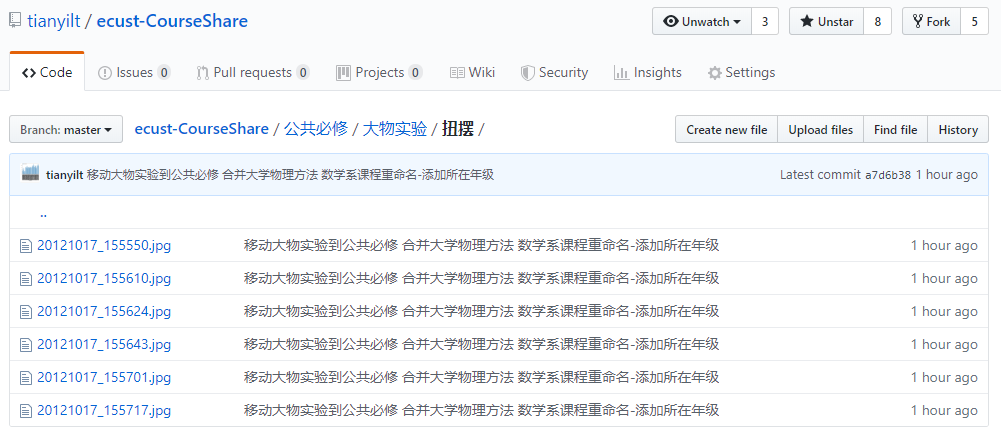 tianyilt / ecust-CourseShare Unwatch 3 Unstar 8 Fork 5
Code Issues 0 Pull requests 0 Projects 0 Wiki Security Insights Settings
Branch: master ecust-CourseShare / 公共必修 / 大物实验 / 扭摆 / Create new file Upload files Find file History
tianyilt 移动大物实验到公共必修 合并大学物理方法 数学系课程重命名-添加所在年级 Latest commit a7d6b38 1 hour ago
..
20121017_155550.jpg 移动大物实验到公共必修 合并大学物理方法 数学系课程重命名-添加所在年级 1 hour ago
20121017_155610.jpg 移动大物实验到公共必修 合并大学物理方法 数学系课程重命名-添加所在年级 1 hour ago
20121017_155624.jpg 移动大物实验到公共必修 合并大学物理方法 数学系课程重命名-添加所在年级 1 hour ago
20121017_155643.jpg 移动大物实验到公共必修 合并大学物理方法 数学系课程重命名-添加所在年级 1 hour ago
20121017_155701.jpg 移动大物实验到公共必修 合并大学物理方法 数学系课程重命名-添加所在年级 1 hour ago
20121017_155717.jpg 移动大物实验到公共必修 合并大学物理方法 数学系课程重命名-添加所在年级 1 hour ago